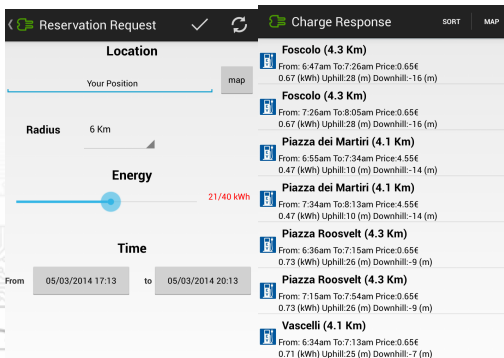 Reservation Request
Location
Your Position
map
Radius 6 Km
Energy
21/40 kWh
Time
From 05/03/2014 17:13 to 05/03/2014 20:13
Charge Response SORT MAP
Foscolo (4.3 Km)
From: 6:47am To:7:26am Price:0.65€
0.67 (kWh) Uphill:28 (m) Downhill:-16 (m)
Foscolo (4.3 Km)
From: 7:26am To:8:05am Price:0.65€
0.67 (kWh) Uphill:28 (m) Downhill:-16 (m)
Piazza dei Martiri (4.1 Km)
From: 6:55am To:7:34am Price:4.55€
0.47 (kWh) Uphill:10 (m) Downhill:-14 (m)
Piazza dei Martiri (4.1 Km)
From: 7:34am To:8:13am Price:4.55€
0.47 (kWh) Uphill:10 (m) Downhill:-14 (m)
Piazza Roosvelt (4.3 Km)
From: 6:36am To:7:15am Price:0.65€
0.73 (kWh) Uphill:26 (m) Downhill:-9 (m)
Piazza Roosvelt (4.3 Km)
From: 7:15am To:7:54am Price:0.65€
0.73 (kWh) Uphill:26 (m) Downhill:-9 (m)
Vascelli (4.1 Km)
From: 6:34am To:7:13am Price:0.65€
0.71 (kWh) Uphill:25 (m) Downhill:-7 (m)